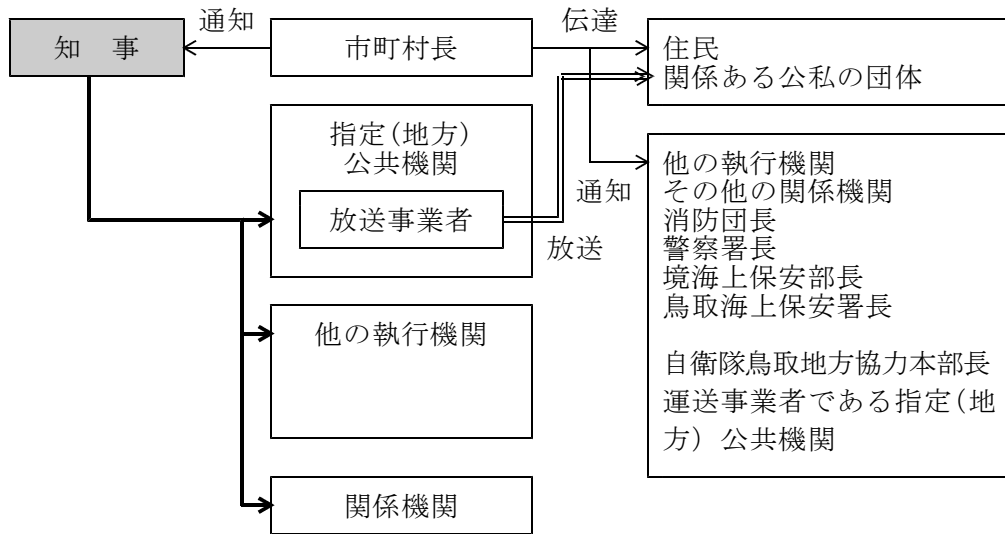 通知
伝達
知　事
市町村長
住民
関係ある公私の団体
指定(地方)
公共機関
放送事業者
通知
放送
他の執行機関
その他の関係機関
消防団長
警察署長
境海上保安部長
鳥取海上保安署長
自衛隊鳥取地方協力本部長
運送事業者である指定(地
方) 公共機関
他の執行機関
関係機関